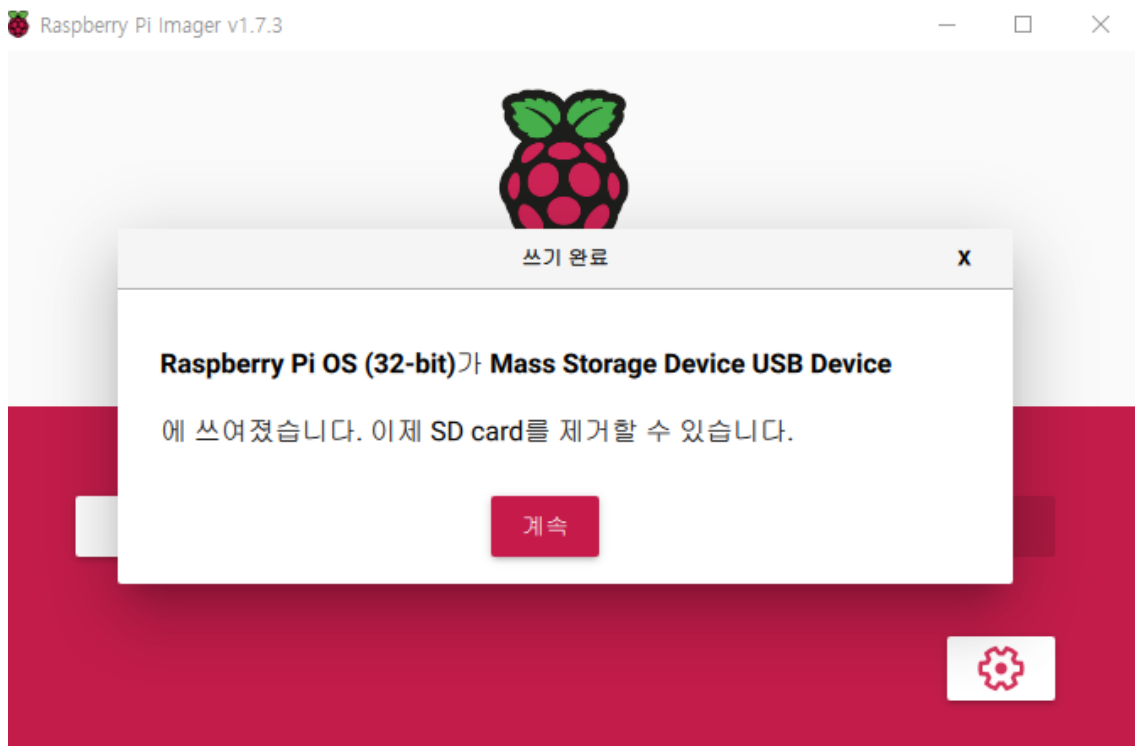 Raspberry Pi Imager v1.7.3
쓰기 완료
X
Raspberry Pi OS (32-bit)가 Mass Storage Device USB Device
에 쓰여졌습니다. 이제 SD card를 제거할 수 있습니다.
계속